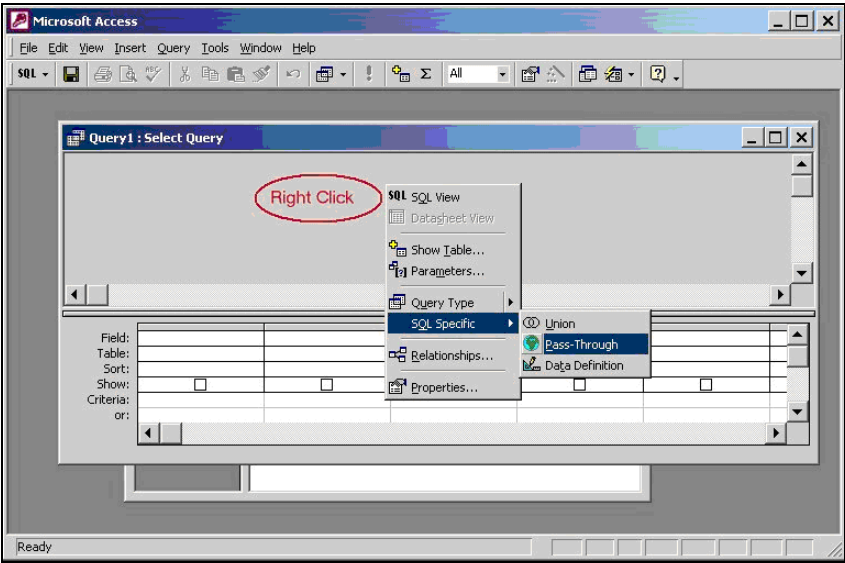 Microsoft Access
File Edit View Insert Query Tools Window Help
SQL All
Query1 : Select Query
Right Click
SQL SQL View
Datasheet View
Show Table...
Parameters...
Query Type
SQL Specific
Union
Pass-Through
Relationships...
Data Definition
Properties...
Field:
Table:
Sort:
Show:
Criteria:
or:
Ready